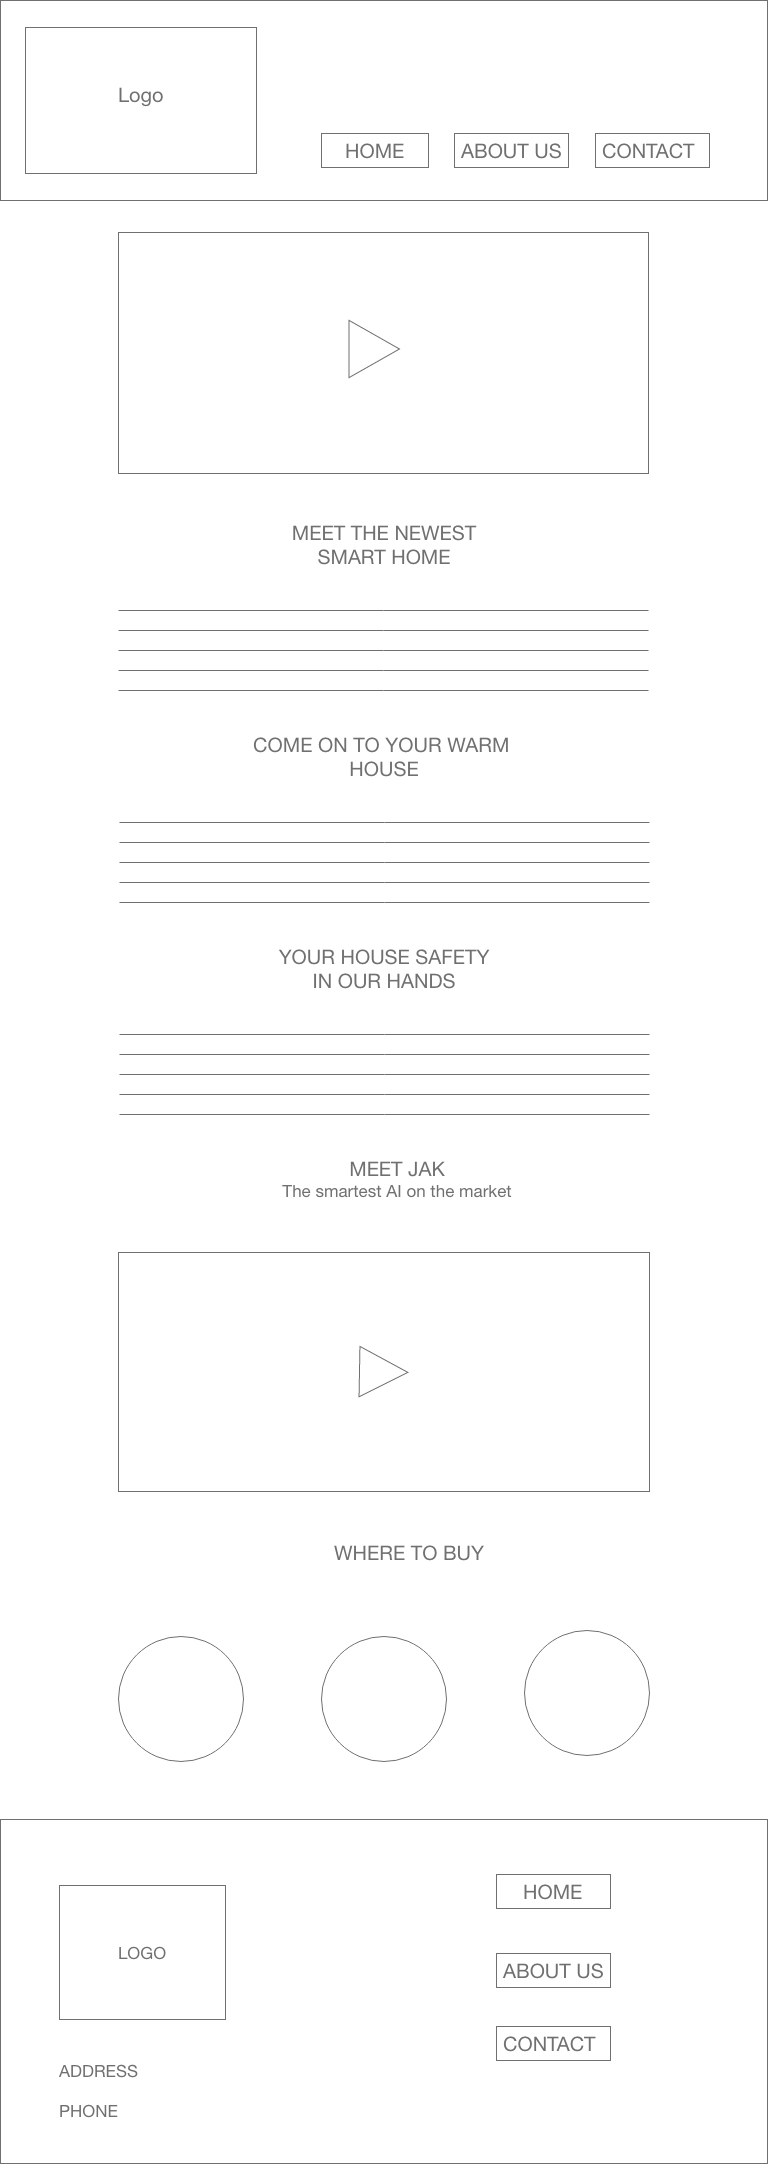 Logo
HOME
ABOUT US
CONTACT
MEET THE NEWEST
SMART HOME
COME ON TO YOUR WARM
HOUSE
YOUR HOUSE SAFETY
IN OUR HANDS
MEET JAK
The smartest AI on the market
WHERE TO BUY
LOGO
ADDRESS
PHONE
HOME
ABOUT US
CONTACT